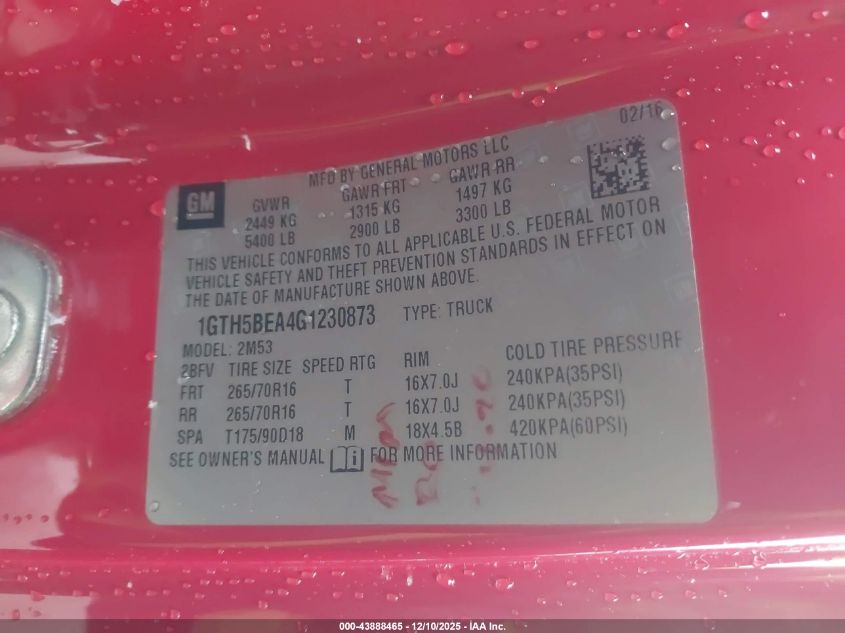 02/16
MFD BY GENERAL MOTORS LLC
GM
GVWR GAWR FRT GAWR RR
2449 KG 1315 KG 1497 KG
5400 LB 2900 LB 3300 LB
THIS VEHICLE CONFORMS TO ALL APPLICABLE U.S. FEDERAL MOTOR
VEHICLE SAFETY AND THEFT PREVENTION STANDARDS IN EFFECT ON
THE DATE OF MANUFACTURE SHOWN ABOVE.
1GTH5BEA4G1230873 TYPE: TRUCK
MODEL: 2M53
2BFV TIRE SIZE SPEED RTG RIM COLD TIRE PRESSURE
FRT 265/70R16 T 16X7.0J 240KPA(35PSI)
RR 265/70R16 T 16X7.0J 240KPA(35PSI)
SPA T175/90D18 M 18X4.5B 420KPA(60PSI)
SEE OWNER'S MANUAL FOR MORE INFORMATION
000-43888465 - 12/10/2025 - IAA Inc.